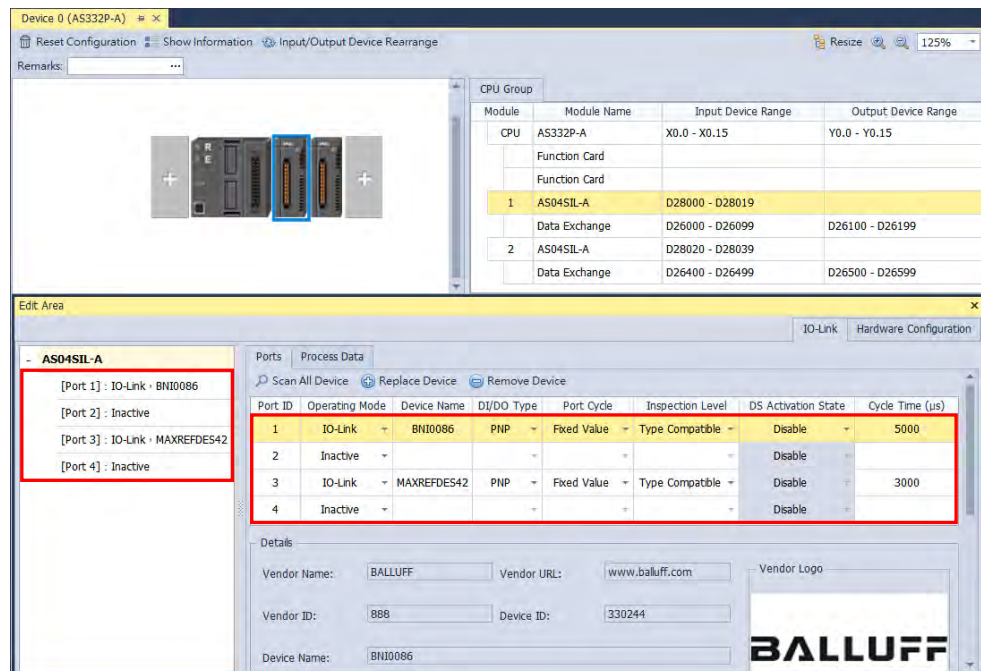 Device 0 (AS332P-A)
Reset Configuration Show Information Input/Output Device Rearrange Resize 125%
Remarks: ...
CPU Group
Module Module Name Input Device Range Output Device Range
CPU AS332P-A X0.0 - X0.15 Y0.0 - Y0.15
Function Card
Function Card
1 AS04SIL-A D28000 - D28019
Data Exchange D26000 - D26099 D26100 - D26199
2 AS04SIL-A D28020 - D28039
Data Exchange D26400 - D26499 D26500 - D26599
Edit Area
IO-Link Hardware Configuration
- AS04SIL-A
[Port 1] : IO-Link , BNI0086
[Port 2] : Inactive
[Port 3] : IO-Link , MAXREFDES42
[Port 4] : Inactive
Ports Process Data
Scan All Device Replace Device Remove Device
Port ID Operating Mode Device Name DI/DO Type Port Cycle Inspection Level DS Activation State Cycle Time (µs)
1 IO-Link BNI0086 PNP Fixed Value Type Compatible Disable 5000
2 Inactive Disable
3 IO-Link MAXREFDES42 PNP Fixed Value Type Compatible Disable 3000
4 Inactive Disable
Details
Vendor Name: BALLUFF Vendor URL: www.balluff.com Vendor Logo
Vendor ID: 888 Device ID: 330244
Device Name: BNI0086
BALLUFF